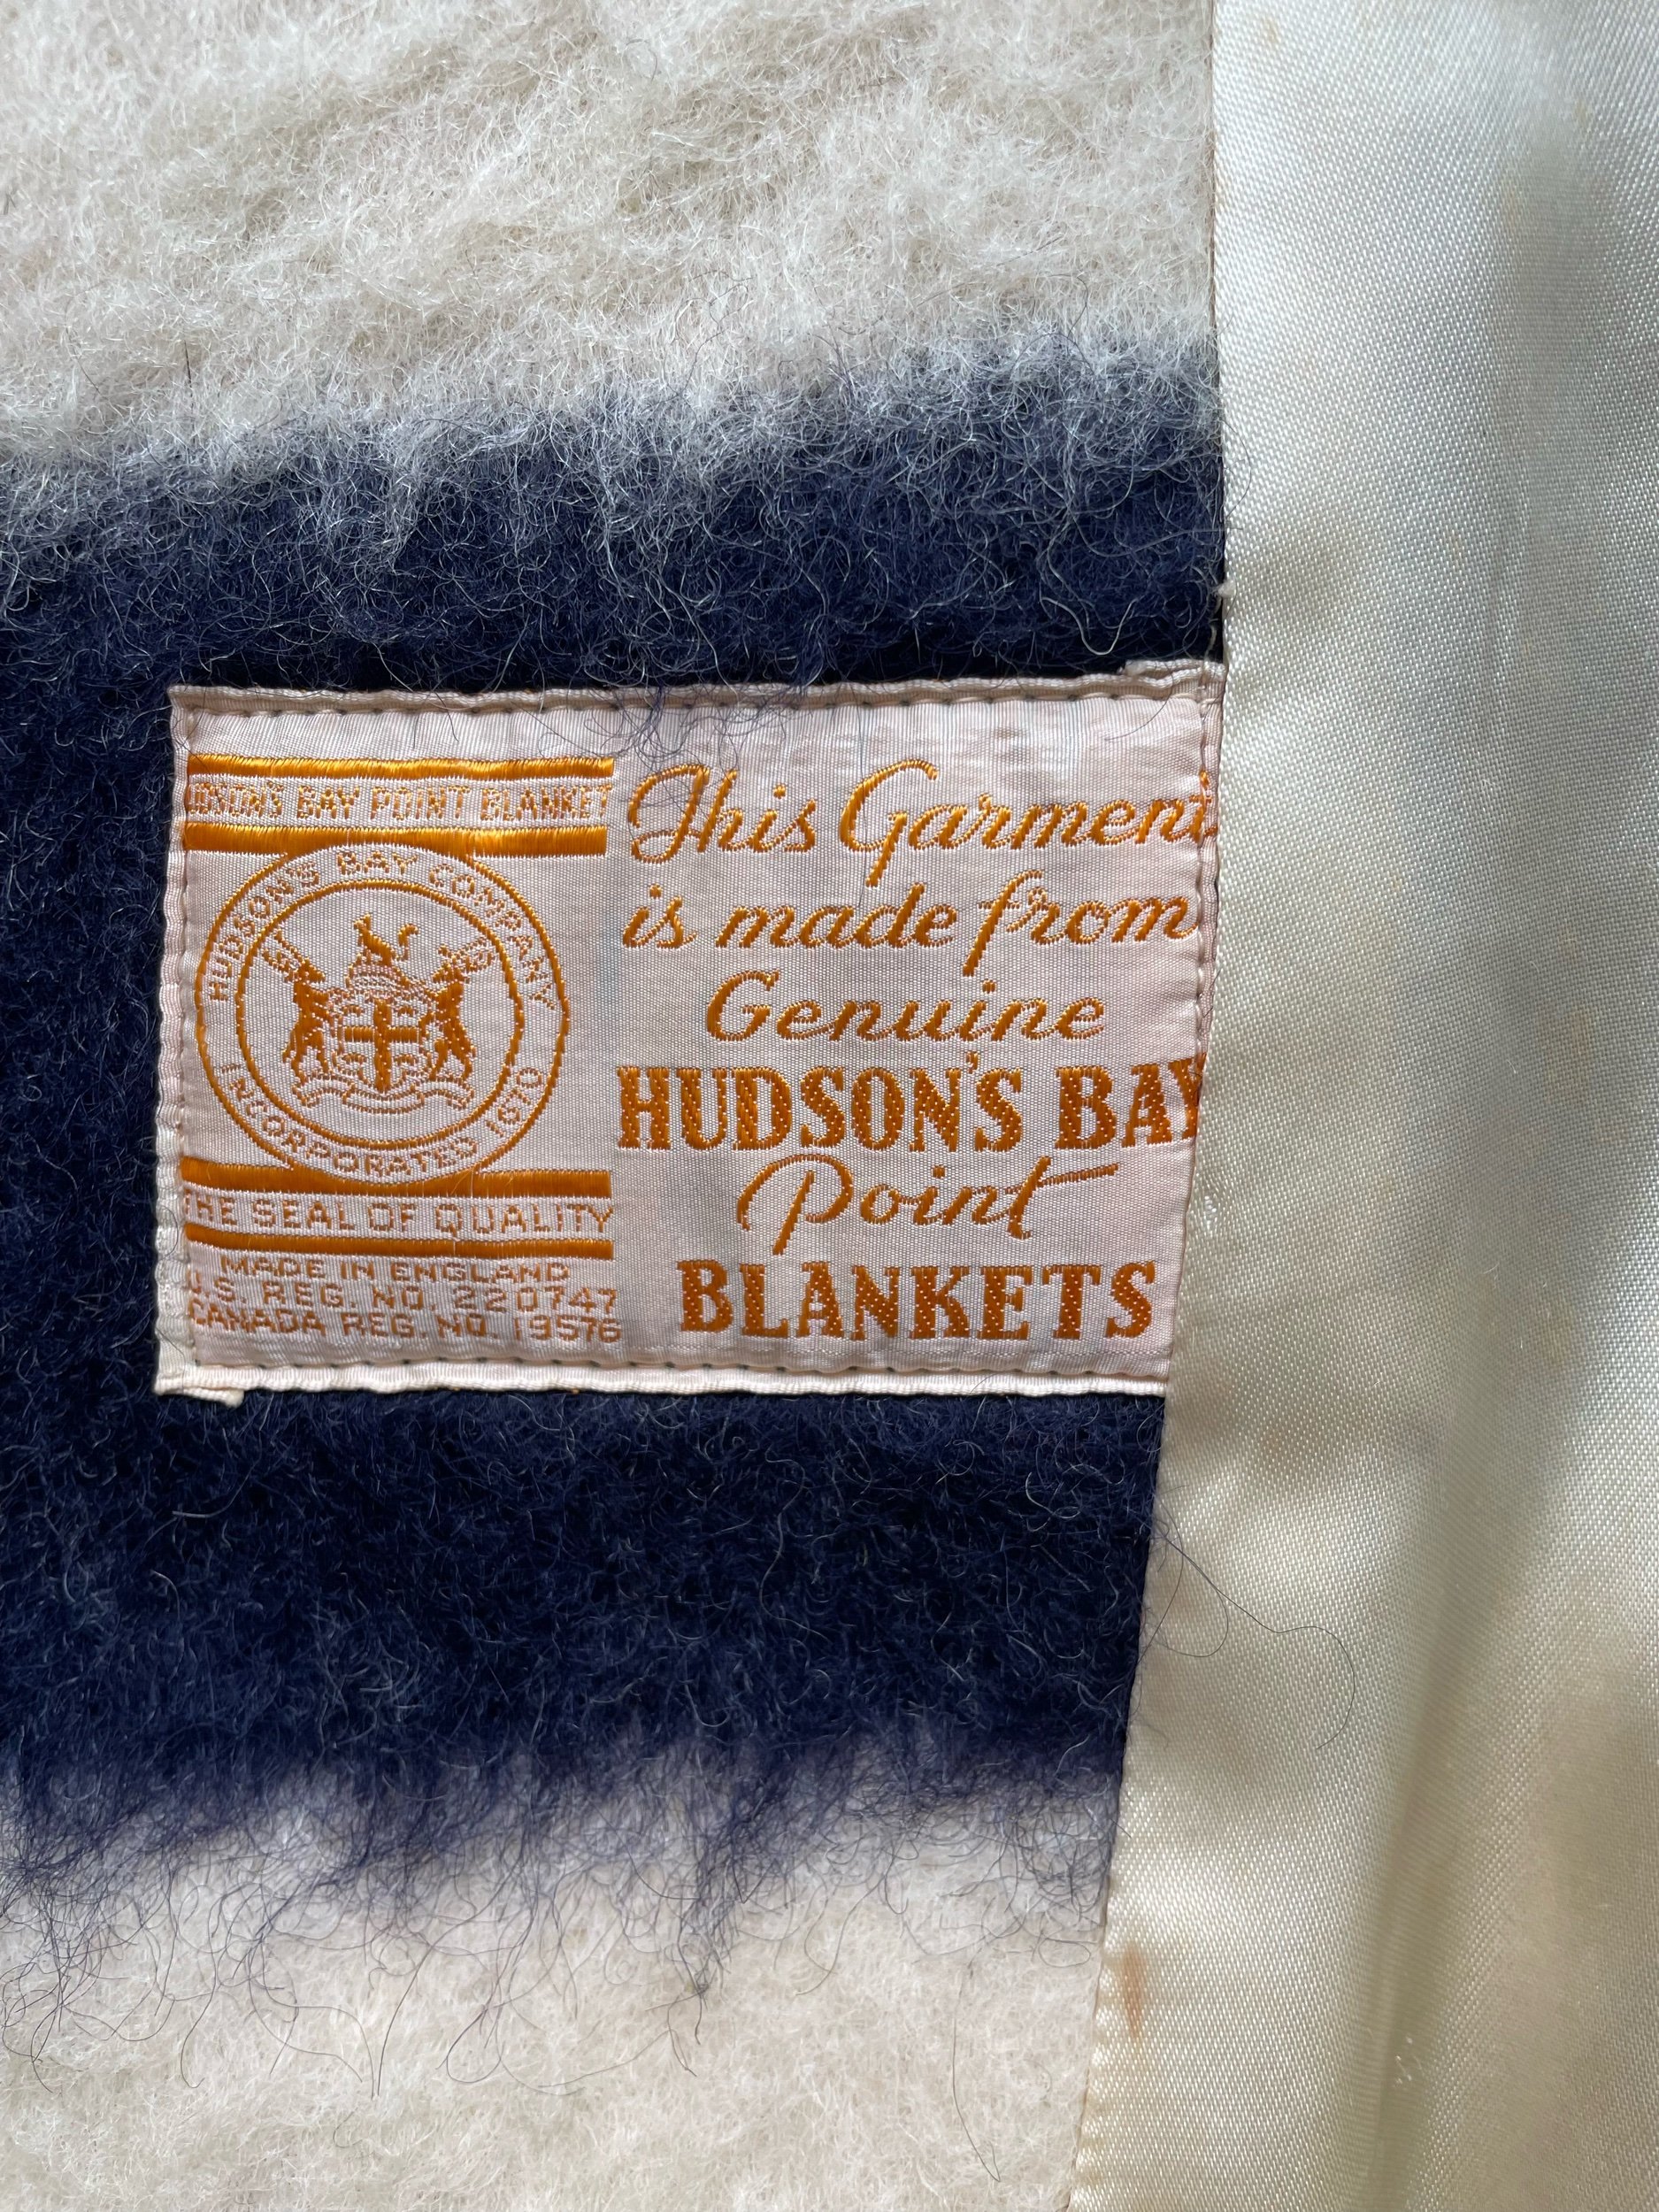 UDSON'S BAY POINT BLANKET
HUDSON'S BAY COMPANY
INCORPORATED 1670
THE SEAL OF QUALITY
MADE IN ENGLAND
U.S. REG. NO. 220747
CANADA REG. NO. 19576
This Garment
is made from
Genuine
HUDSON'S BAY
Point
BLANKETS